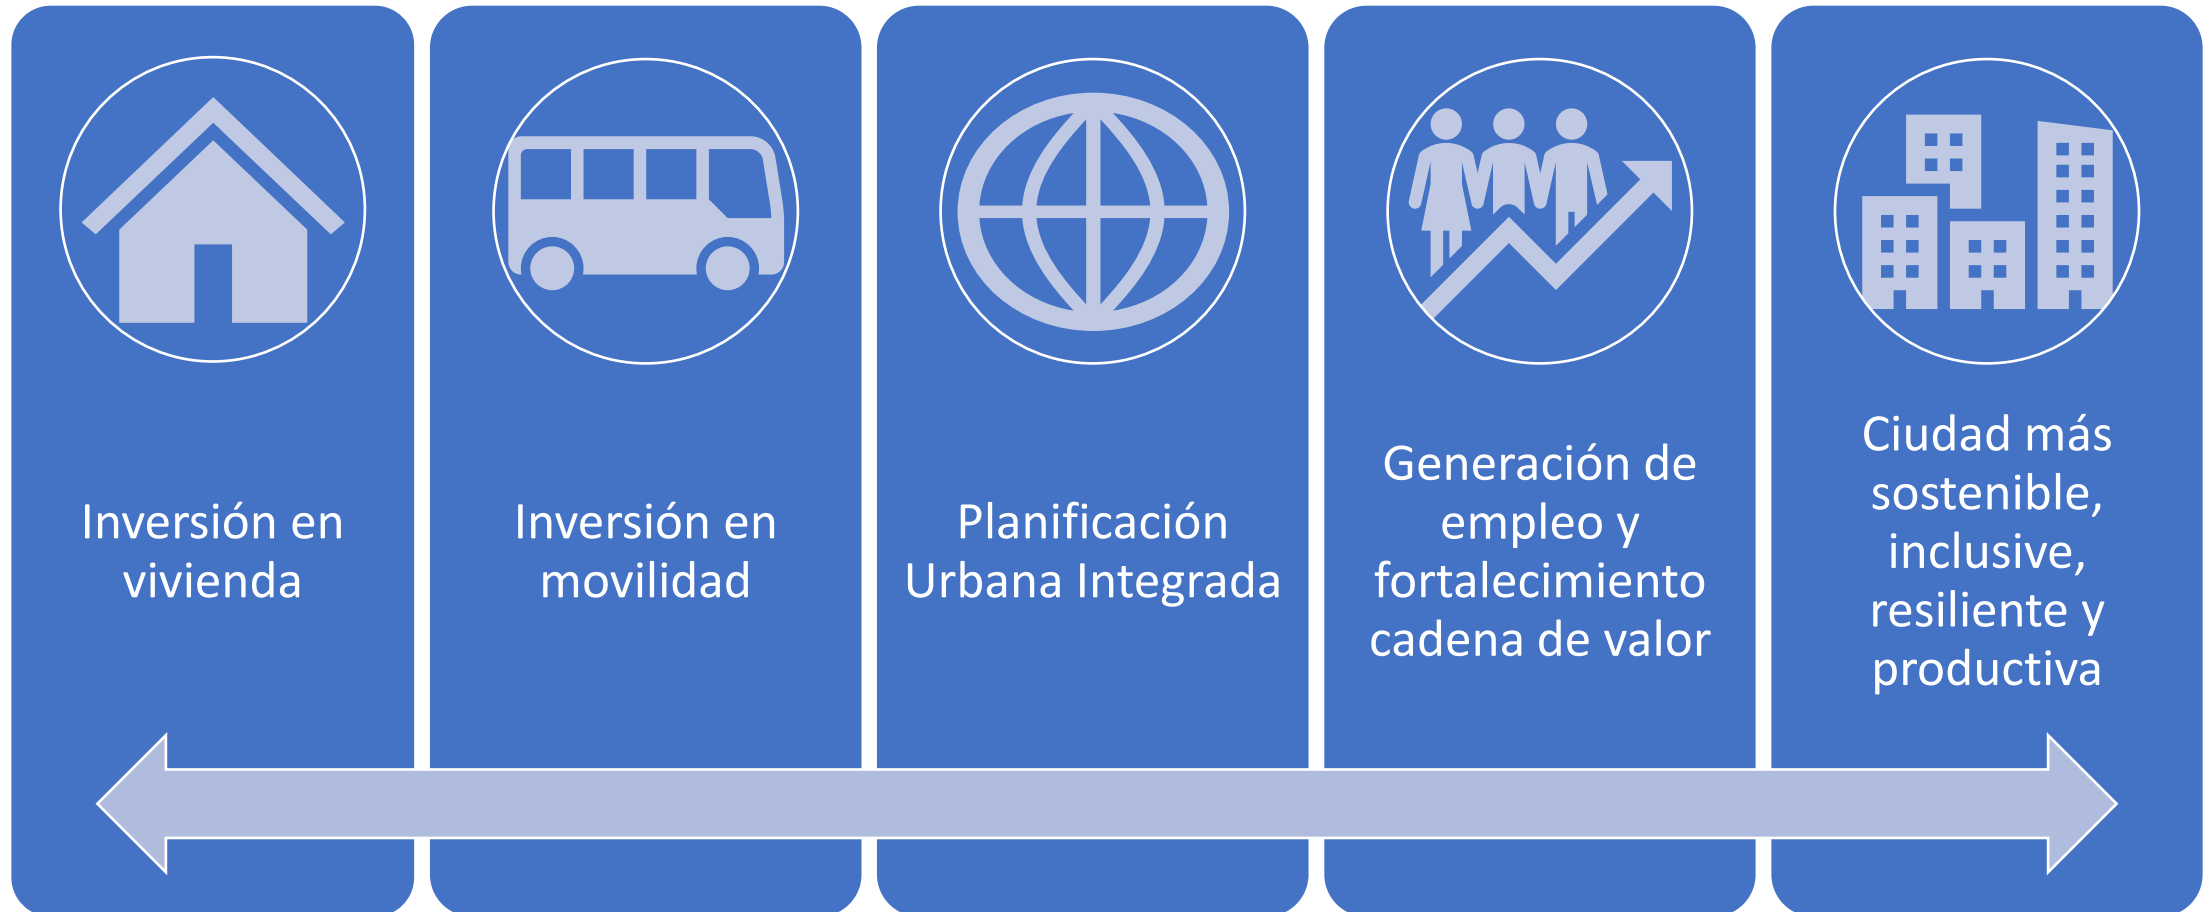 Inversión en
vivienda
Inversión en
movilidad
Planificación
Urbana Integrada
Generación de
empleo y
fortalecimiento
cadena de valor
Ciudad más
sostenible,
inclusive,
resiliente y
productiva